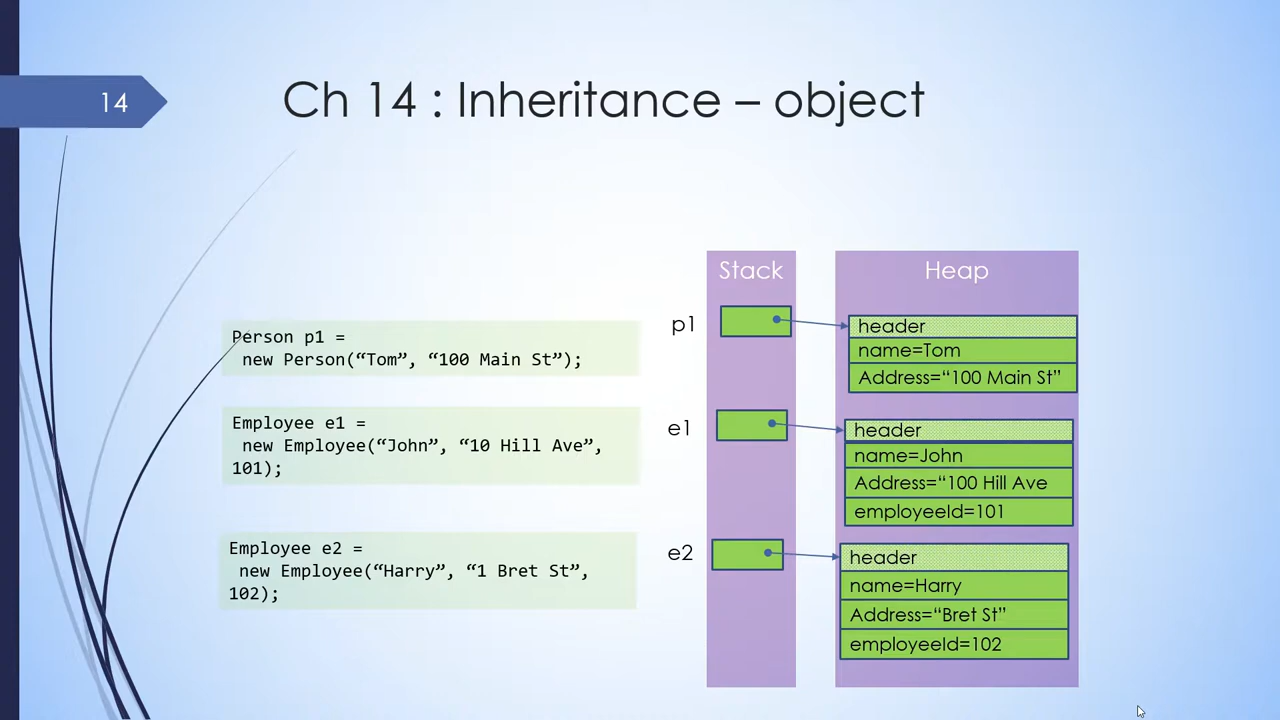 14
Ch 14 : Inheritance – object
Stack
Heap
Person p1 =
new Person(“Tom”, “100 Main St”);
p1
header
name=Tom
Address=“100 Main St”
Employee e1 =
new Employee(“John”, “10 Hill Ave”,
101);
e1
header
name=John
Address=“100 Hill Ave
employeeId=101
Employee e2 =
new Employee(“Harry”, “1 Bret St”,
102);
e2
header
name=Harry
Address=“Bret St”
employeeId=102